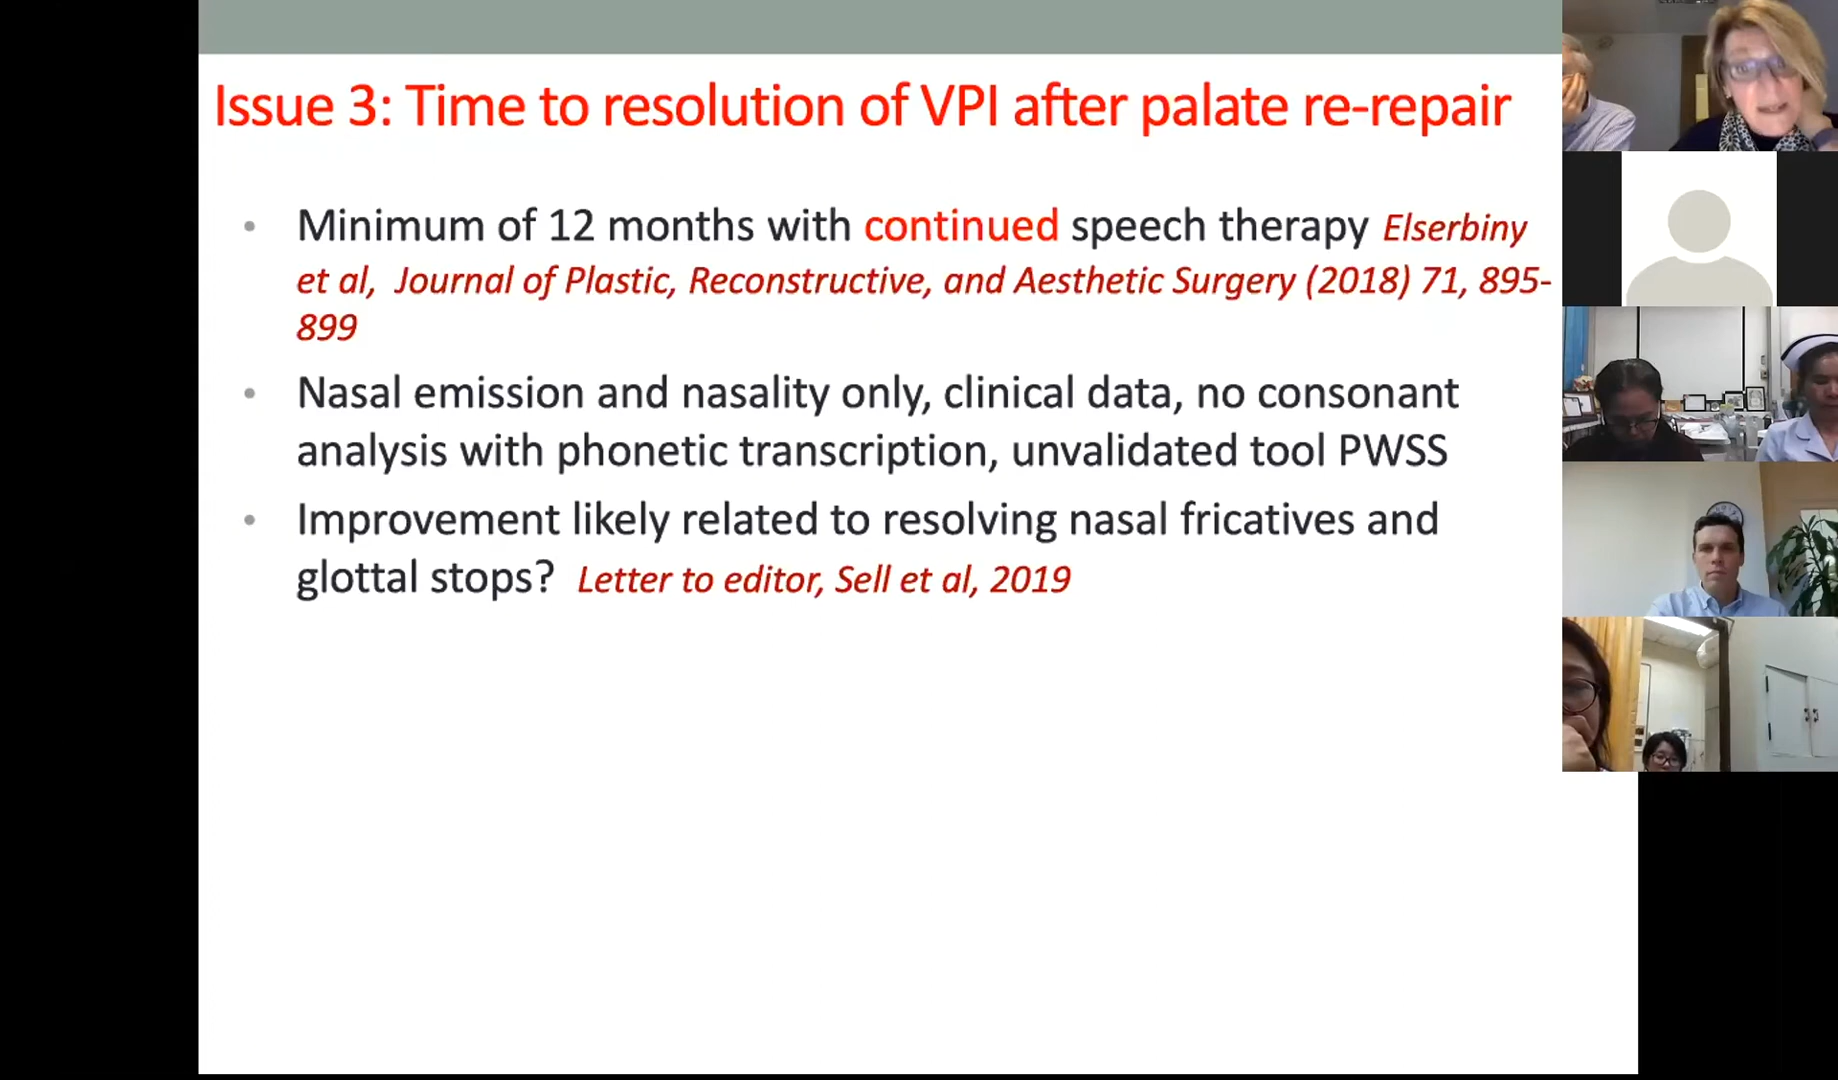 Issue 3: Time to resolution of VPI after palate re-repair
• Minimum of 12 months with continued speech therapy Elserbiny
et al, Journal of Plastic, Reconstructive, and Aesthetic Surgery (2018) 71, 895-
899
• Nasal emission and nasality only, clinical data, no consonant
analysis with phonetic transcription, unvalidated tool PWSS
• Improvement likely related to resolving nasal fricatives and
glottal stops? Letter to editor, Sell et al, 2019